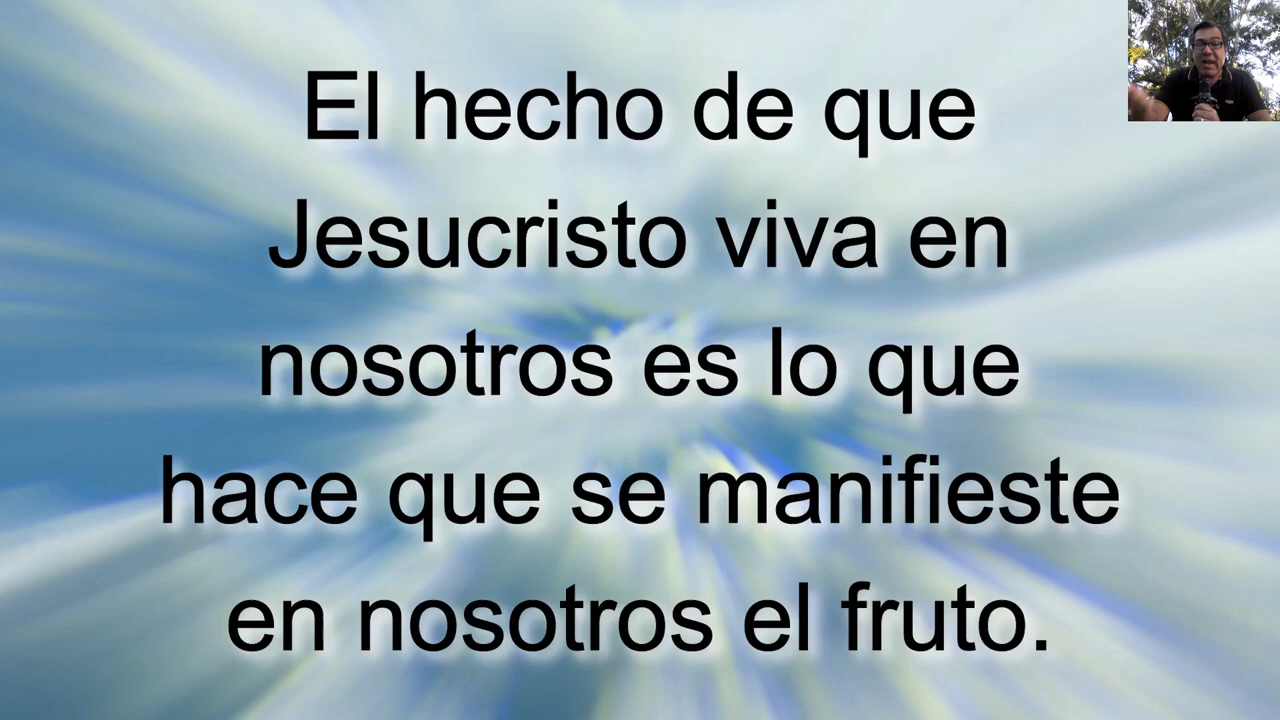 El hecho de que
Jesucristo viva en
nosotros es lo que
hace que se manifieste
en nosotros el fruto.